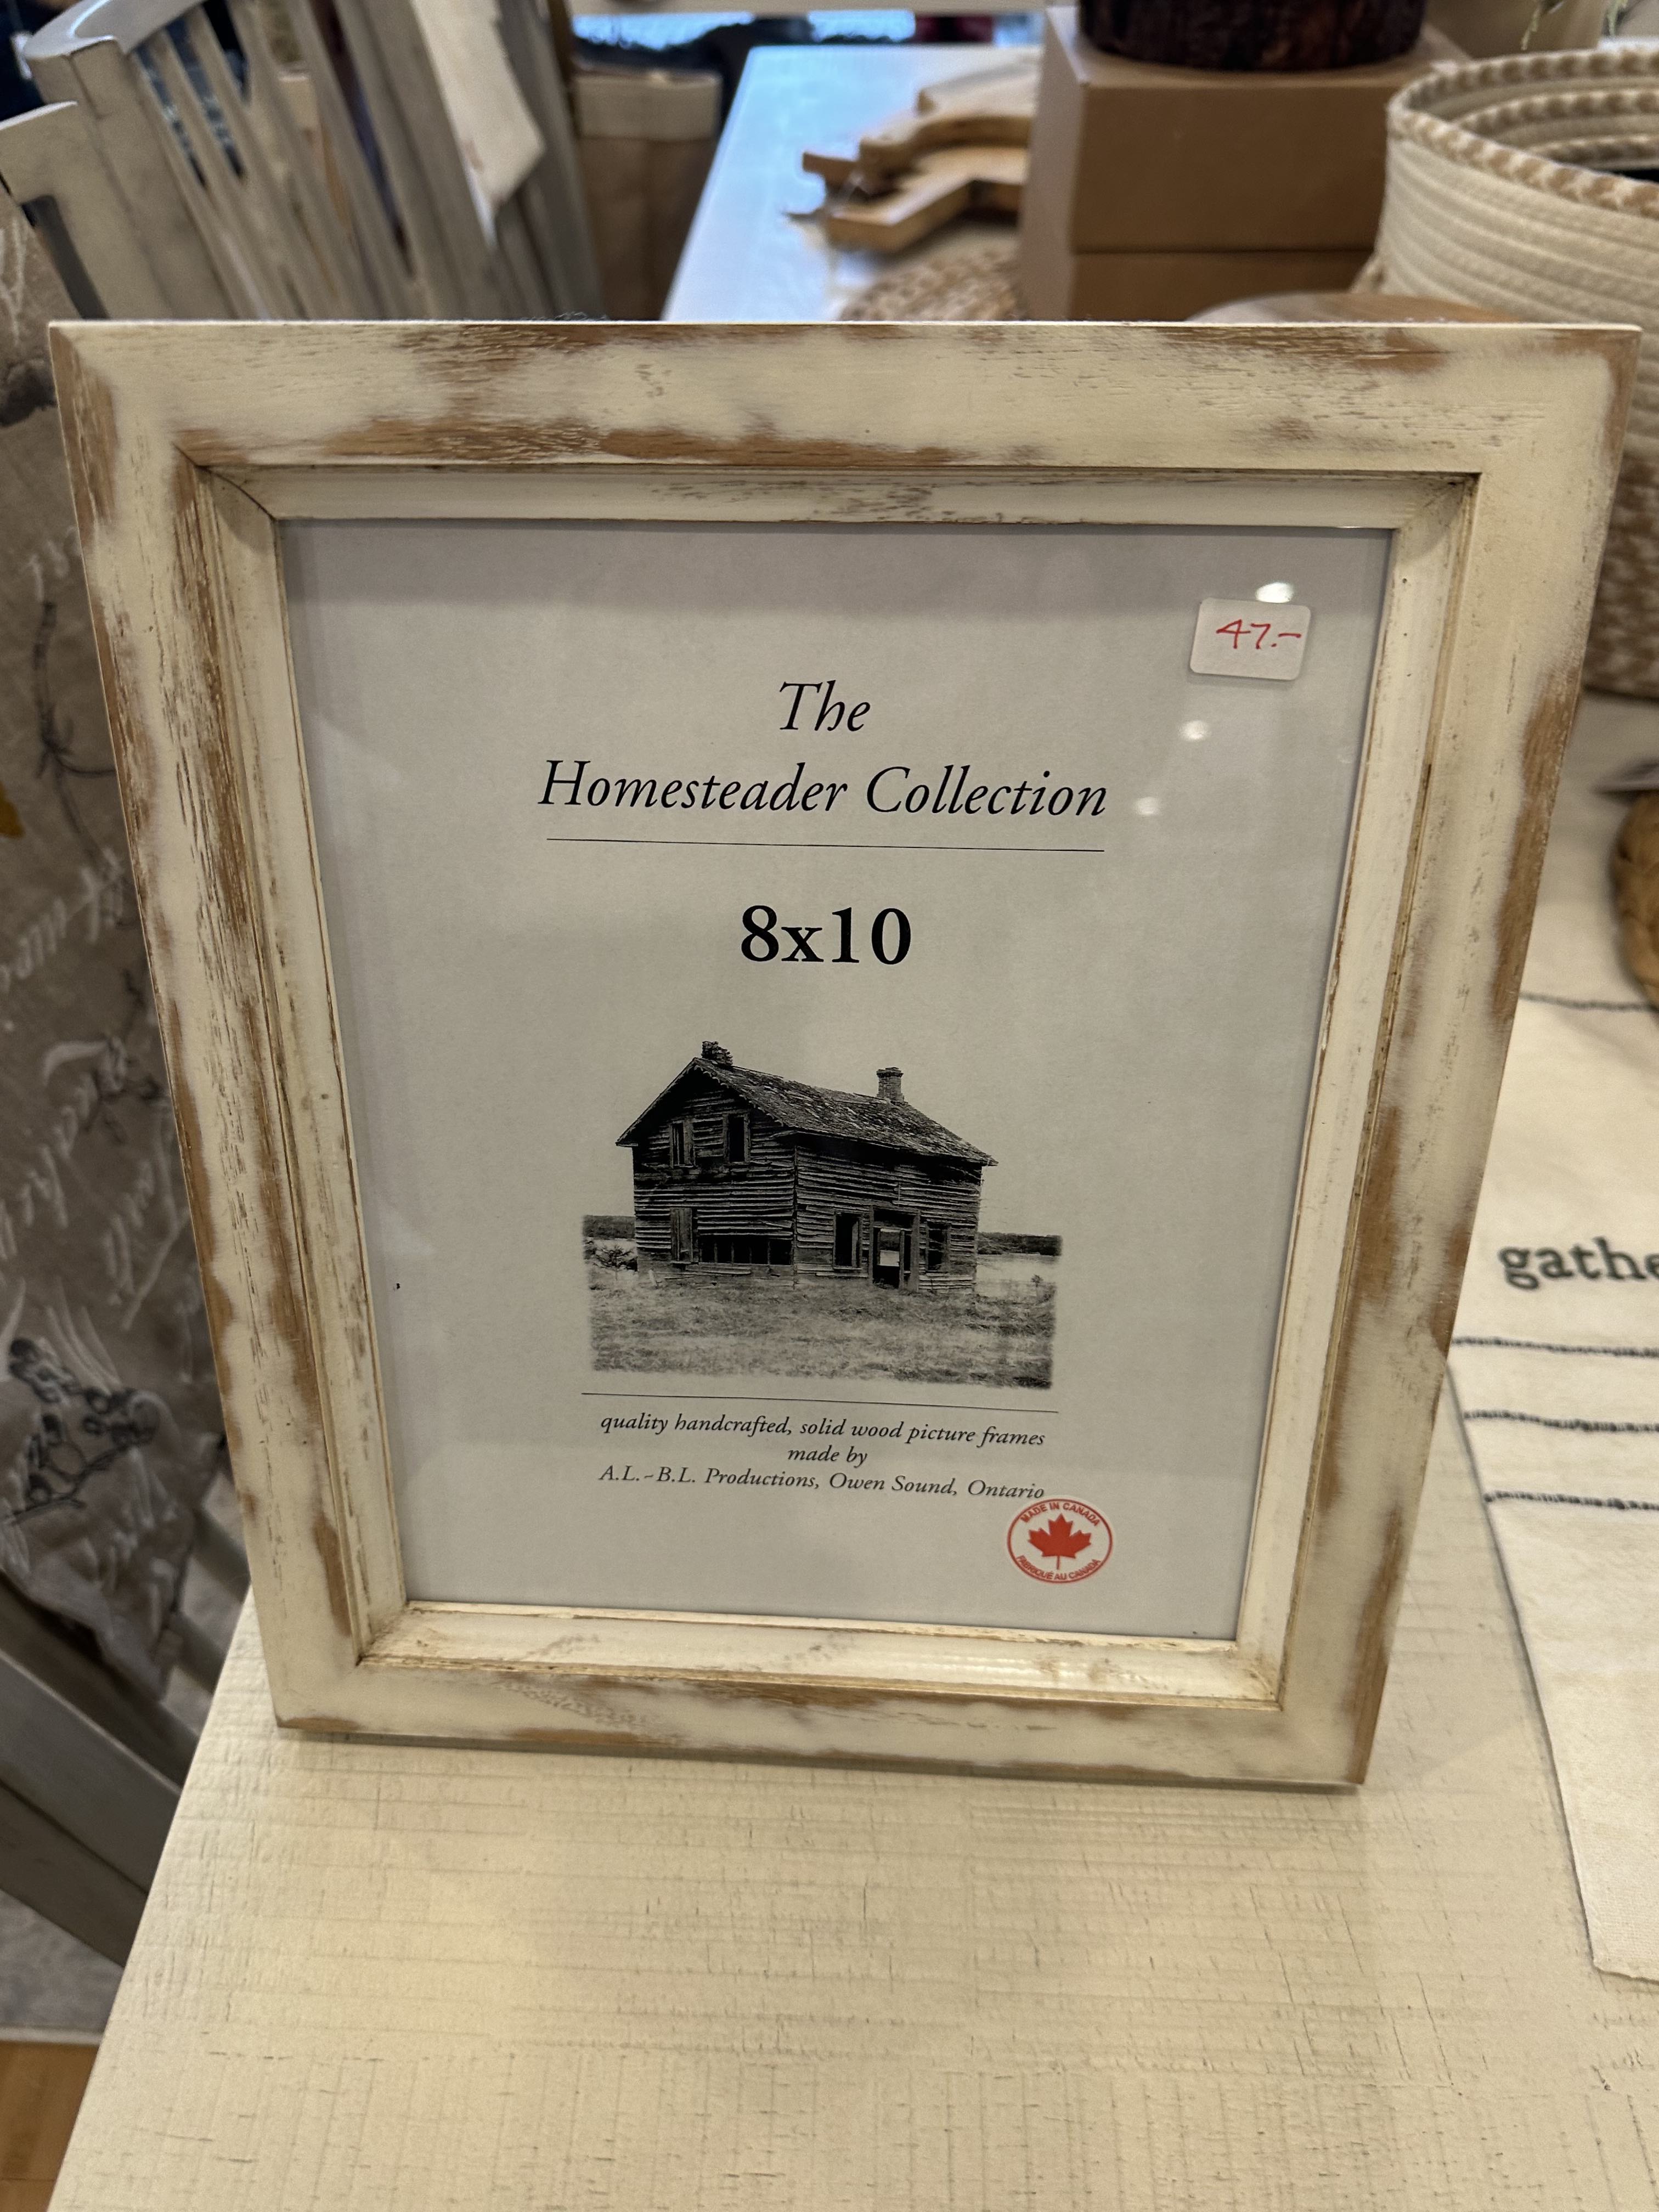 47.-
The
Homesteader Collection
8x10
gathe
quality handcrafted, solid wood picture frames
made by
A.L.-B.L. Productions, Owen Sound, Ontario
MADE IN CANADA
FABRIQUÉ AU CANADA